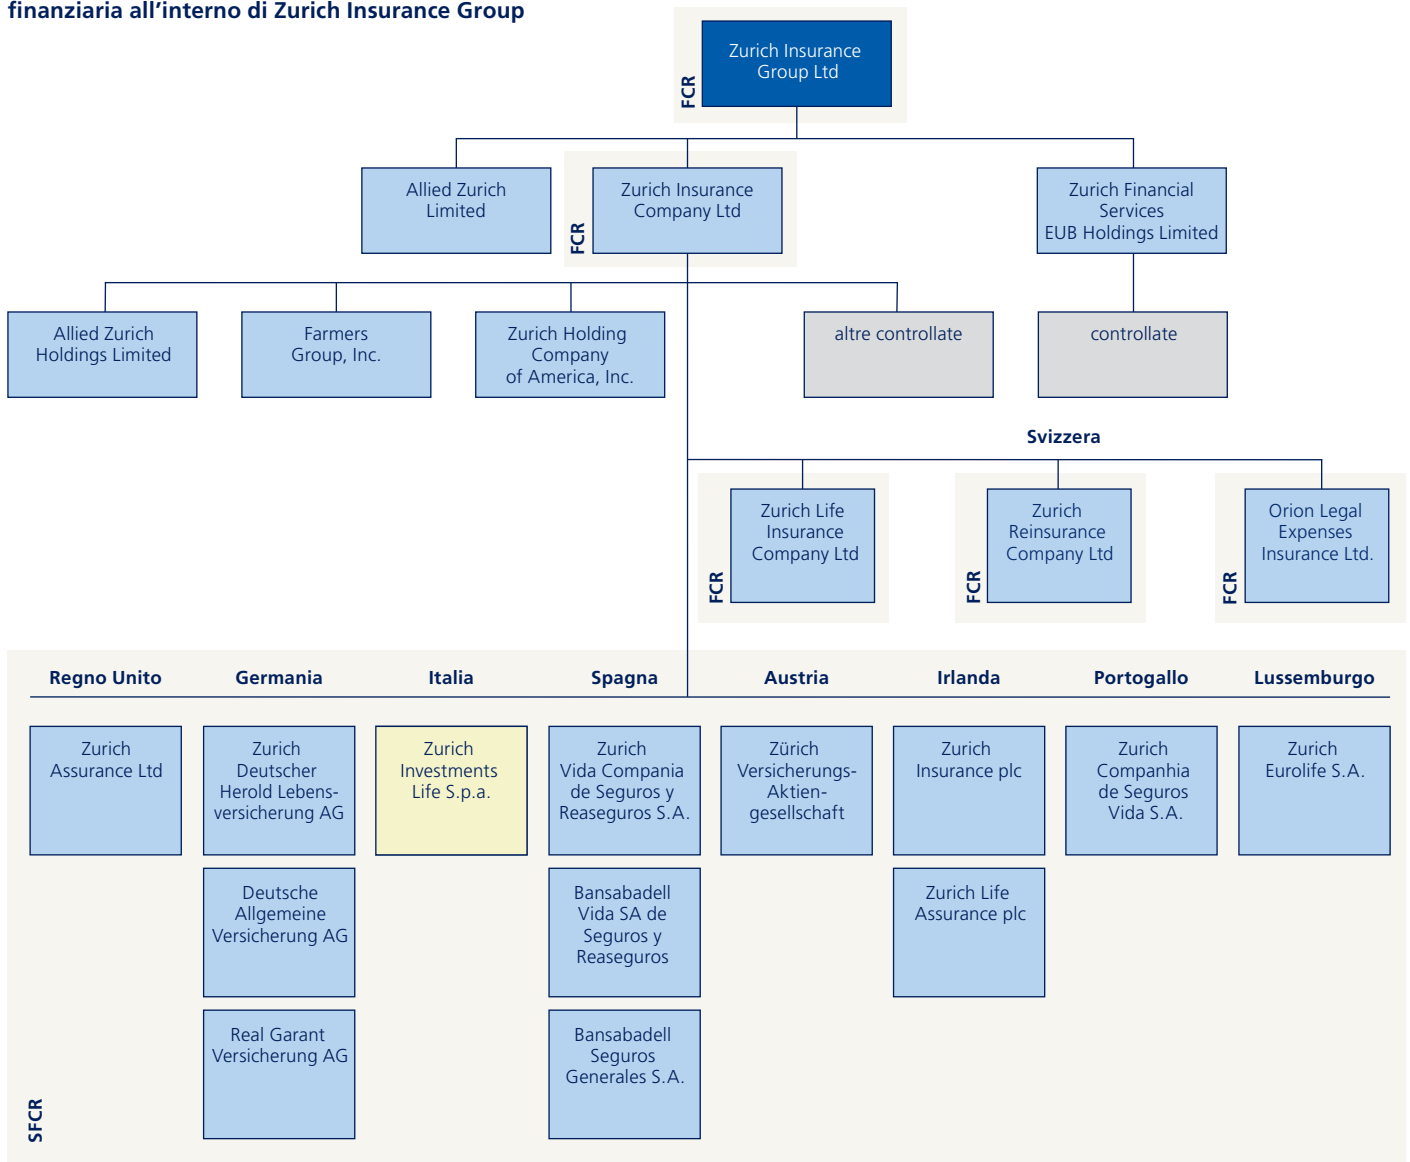 finanziaria all’interno di Zurich Insurance Group
Zurich Insurance
Group Ltd
FCR
Allied Zurich
Limited
Zurich Insurance
Company Ltd
FCR
Zurich Financial
Services
EUB Holdings Limited
Allied Zurich
Holdings Limited
Farmers
Group, Inc.
Zurich Holding
Company
of America, Inc.
altre controllate
controllate
Svizzera
Zurich Life
Insurance
Company Ltd
FCR
Zurich
Reinsurance
Company Ltd
FCR
Orion Legal
Expenses
Insurance Ltd.
FCR
Regno Unito
Germania
Italia
Spagna
Austria
Irlanda
Portogallo
Lussemburgo
Zurich
Assurance Ltd
Zurich
Deutscher
Herold Lebens-
versicherung AG
Zurich
Investments
Life S.p.a.
Zurich
Vida Compania
de Seguros y
Reaseguros S.A.
Zürich
Versicherungs-
Aktien-
gesellschaft
Zurich
Insurance plc
Zurich
Companhia
de Seguros
Vida S.A.
Zurich
Eurolife S.A.
Deutsche
Allgemeine
Versicherung AG
Bansabadell
Vida SA de
Seguros y
Reaseguros
Zurich Life
Assurance plc
Real Garant
Versicherung AG
Bansabadell
Seguros
Generales S.A.
SFCR